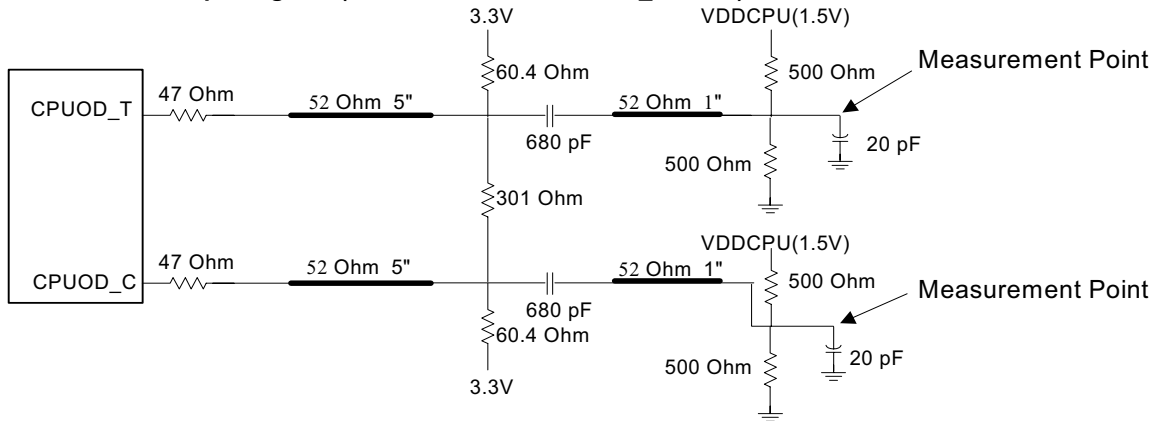 3.3V
VDDCPU(1.5V)
Measurement Point
60.4 Ohm
500 Ohm
47 Ohm
52 Ohm 5"
52 Ohm 1"
CPUOD_T
680 pF
20 pF
500 Ohm
301 Ohm
VDDCPU(1.5V)
47 Ohm
52 Ohm 5"
52 Ohm 1"
CPUOD_C
500 Ohm
Measurement Point
680 pF
60.4 Ohm
20 pF
500 Ohm
3.3V